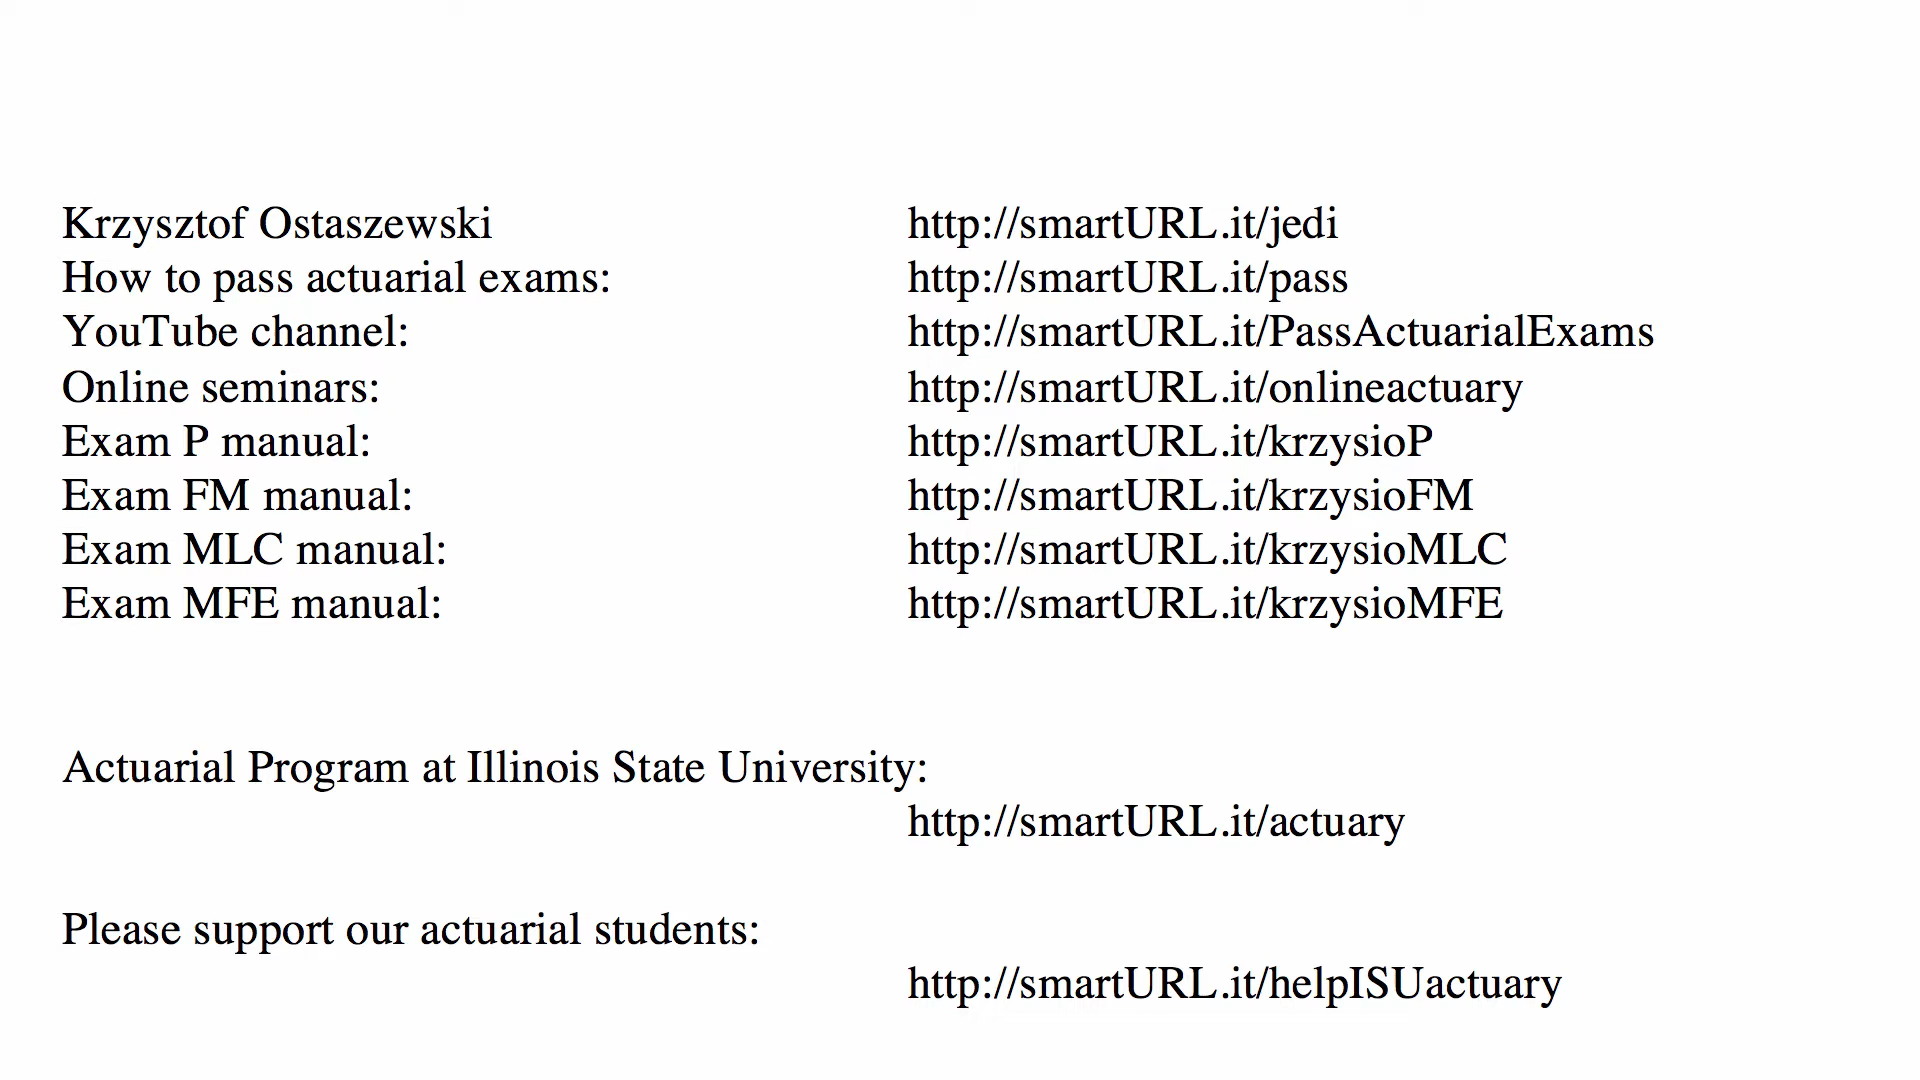 Krzysztof Ostaszewski http://smartURL.it/jedi
How to pass actuarial exams: http://smartURL.it/pass
YouTube channel: http://smartURL.it/PassActuarialExams
Online seminars: http://smartURL.it/onlineactuary
Exam P manual: http://smartURL.it/krzysioP
Exam FM manual: http://smartURL.it/krzysioFM
Exam MLC manual: http://smartURL.it/krzysioMLC
Exam MFE manual: http://smartURL.it/krzysioMFE
Actuarial Program at Illinois State University:
http://smartURL.it/actuary
Please support our actuarial students:
http://smartURL.it/helpISUactuary